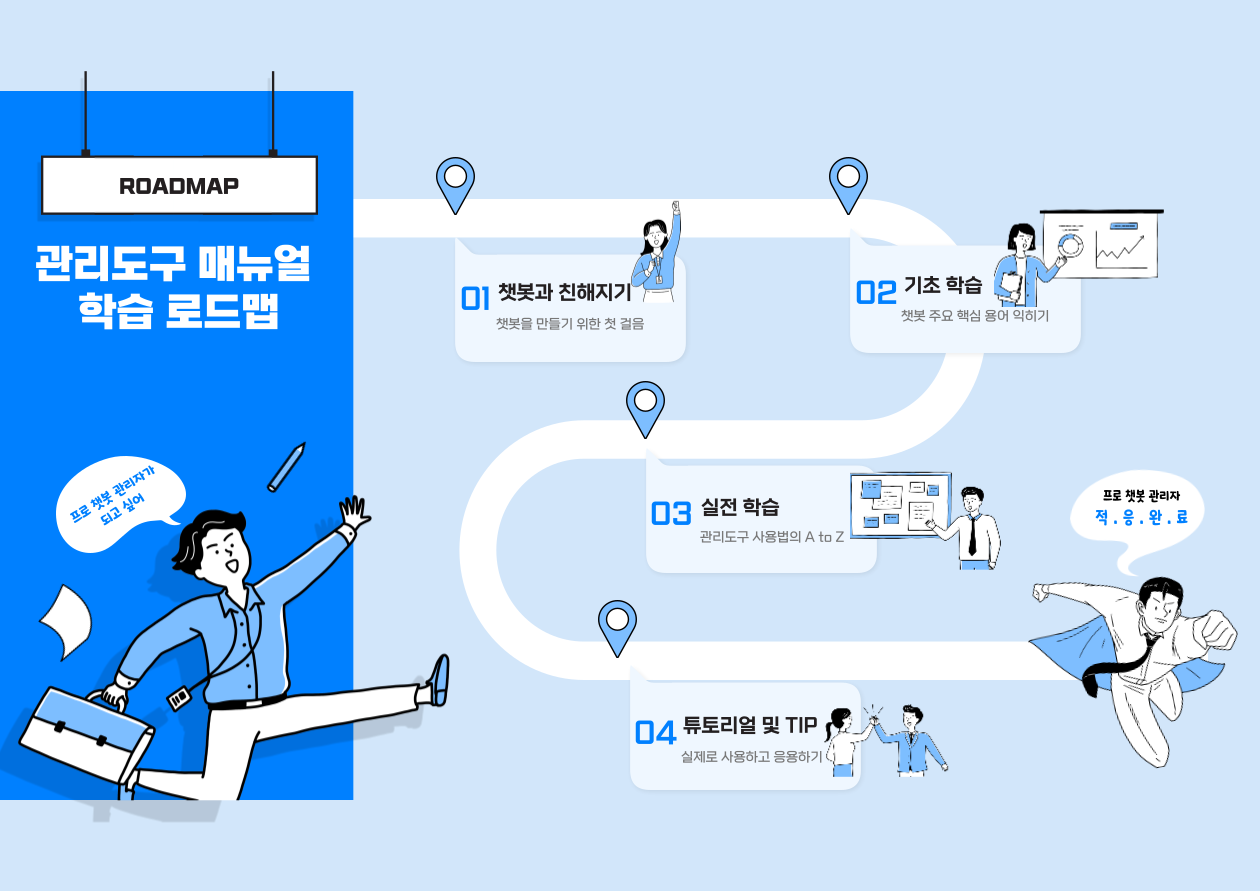 ROADMAP
관리도구 매뉴얼
학습 로드맵
프로 챗봇 관리자가
되고 싶어
01 챗봇과 친해지기
챗봇을 만들기 위한 첫 걸음
02 기초 학습
챗봇 주요 핵심 용어 익히기
03 실전 학습
관리도구 사용법의 A to Z
04 튜토리얼 및 TIP
실제로 사용하고 응용하기
프로 챗봇 관리자
적.응.완.료